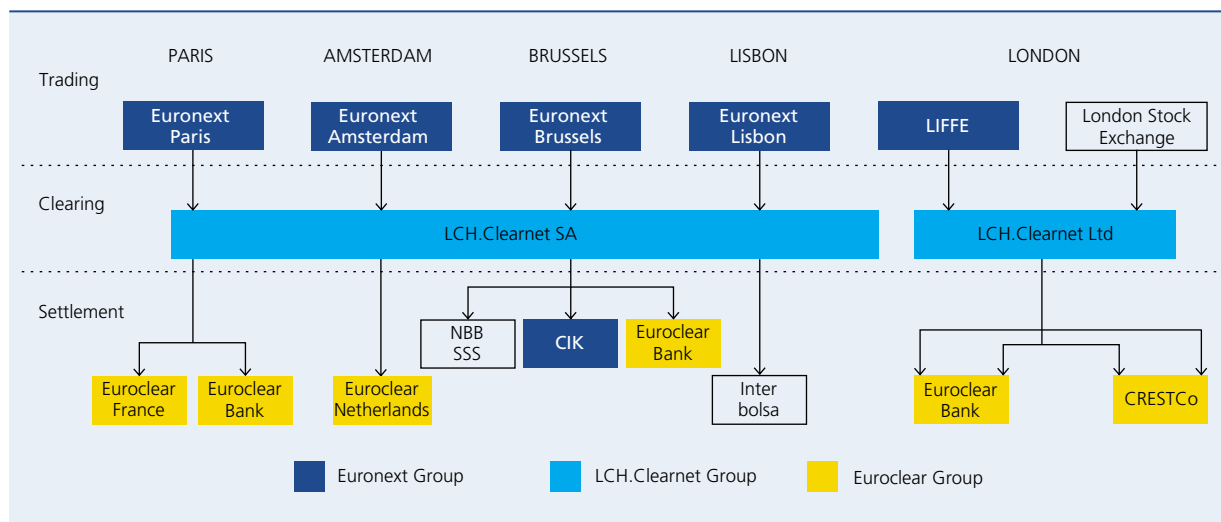 PARIS
AMSTERDAM
BRUSSELS
LISBON
LONDON
Trading
Euronext
Paris
Euronext
Amsterdam
Euronext
Brussels
Euronext
Lisbon
LIFFE
London Stock
Exchange
Clearing
LCH.Clearnet SA
LCH.Clearnet Ltd
Settlement
NBB
SSS
CIK
Euroclear
Bank
Euroclear
France
Euroclear
Bank
Euroclear
Netherlands
Inter
bolsa
Euroclear
Bank
CRESTCo
Euronext Group
LCH.Clearnet Group
Euroclear Group